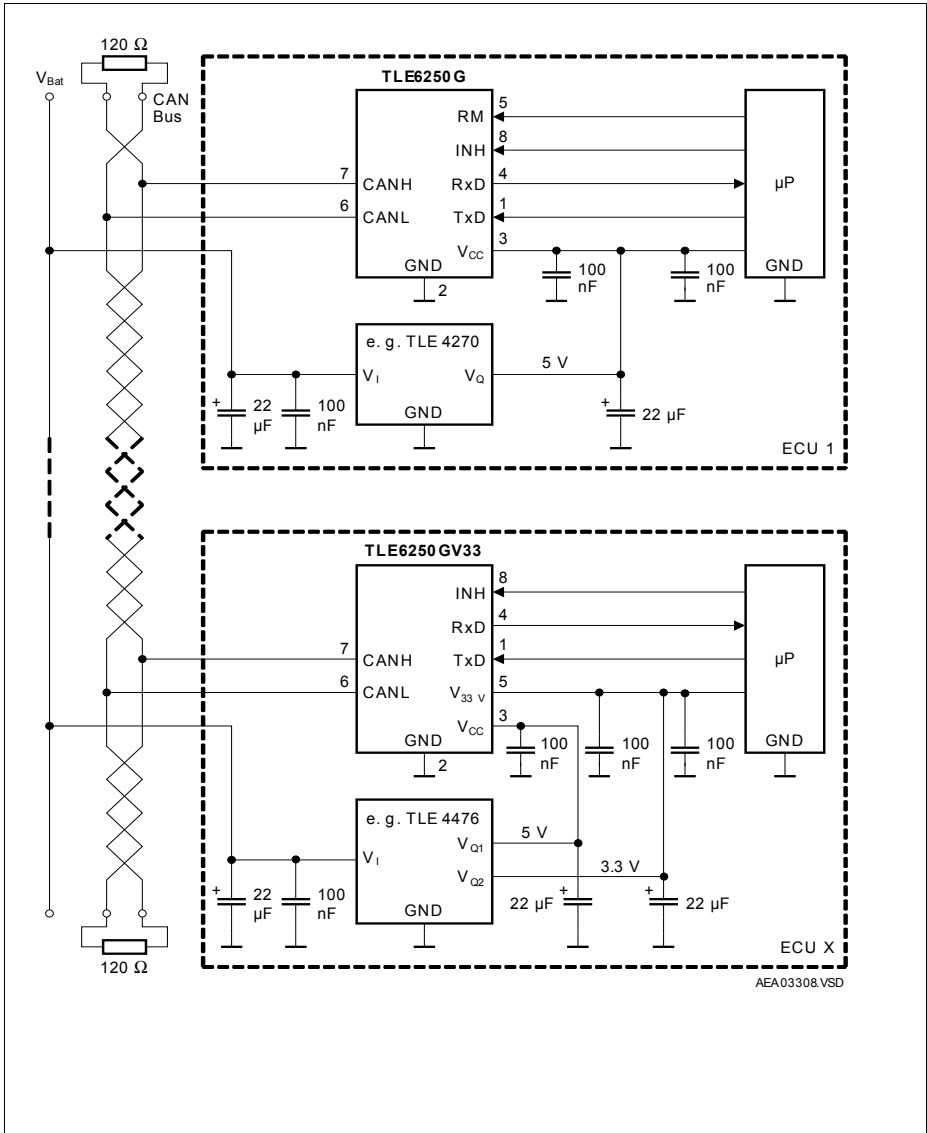 120 Ω
V_Bat
CAN
Bus
TLE6250G
RM
5
INH
8
7
CANH
RxD
4
µP
6
CANL
TxD
1
V_CC
3
GND
2
100
nF
100
nF
GND
e. g. TLE 4270
V_I
V_Q
5 V
GND
+
22
µF
100
nF
+
22 µF
ECU 1
TLE6250GV33
INH
8
RxD
4
7
CANH
TxD
1
µP
6
CANL
V_33 V
5
V_CC
3
GND
2
100
nF
100
nF
100
nF
GND
e. g. TLE 4476
V_I
V_Q1
5 V
V_Q2
3.3 V
GND
+
22
µF
100
nF
+
22 µF
+
22 µF
ECU X
120 Ω
AEA03308.VSD